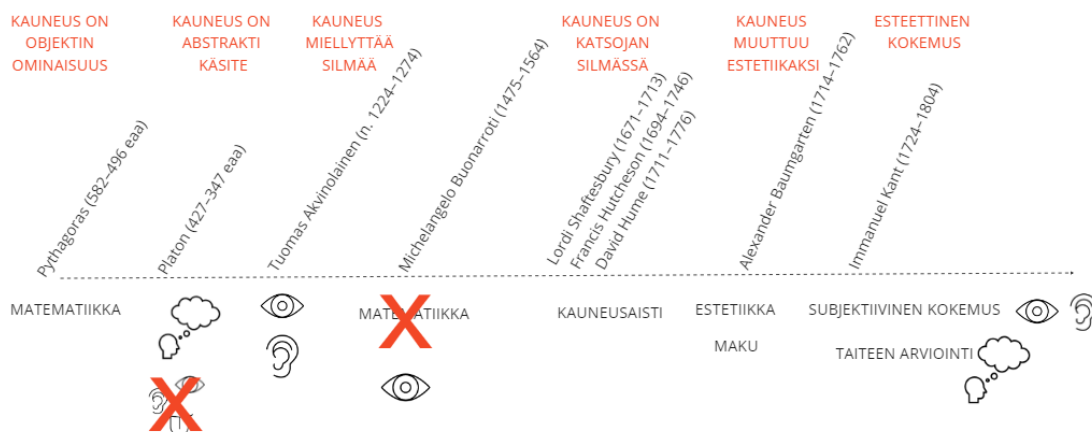 KAUNEUS ON
OBJEKTIN
OMINAISUUS
KAUNEUS ON
ABSTRAKTI
KÄSITE
KAUNEUS
MIELLYTTÄÄ
SILMÄÄ
KAUNEUS ON
KATSOJAN
SILMÄSSÄ
KAUNEUS
MUUTTUU
ESTETIIKAKSI
ESTEETTINEN
KOKEMUS
Pythagoras (582–496 eaa)
Platon (427–347 eaa)
Tuomas Akvinolainen (n. 1224–1274)
Michelangelo Buonarroti (1475–1564)
Lordi Shaftesbury (1671–1713)
Francis Hutcheson (1694–1746)
David Hume (1711–1776)
Alexander Baumgarten (1714–1762)
Immanuel Kant (1724–1804)
MATEMATIIKKA
MATEMATIIKKA
KAUNEUSAISTI
ESTETIIKKA
MAKU
SUBJEKTIIVINEN KOKEMUS
TAITEEN ARVIOINTI